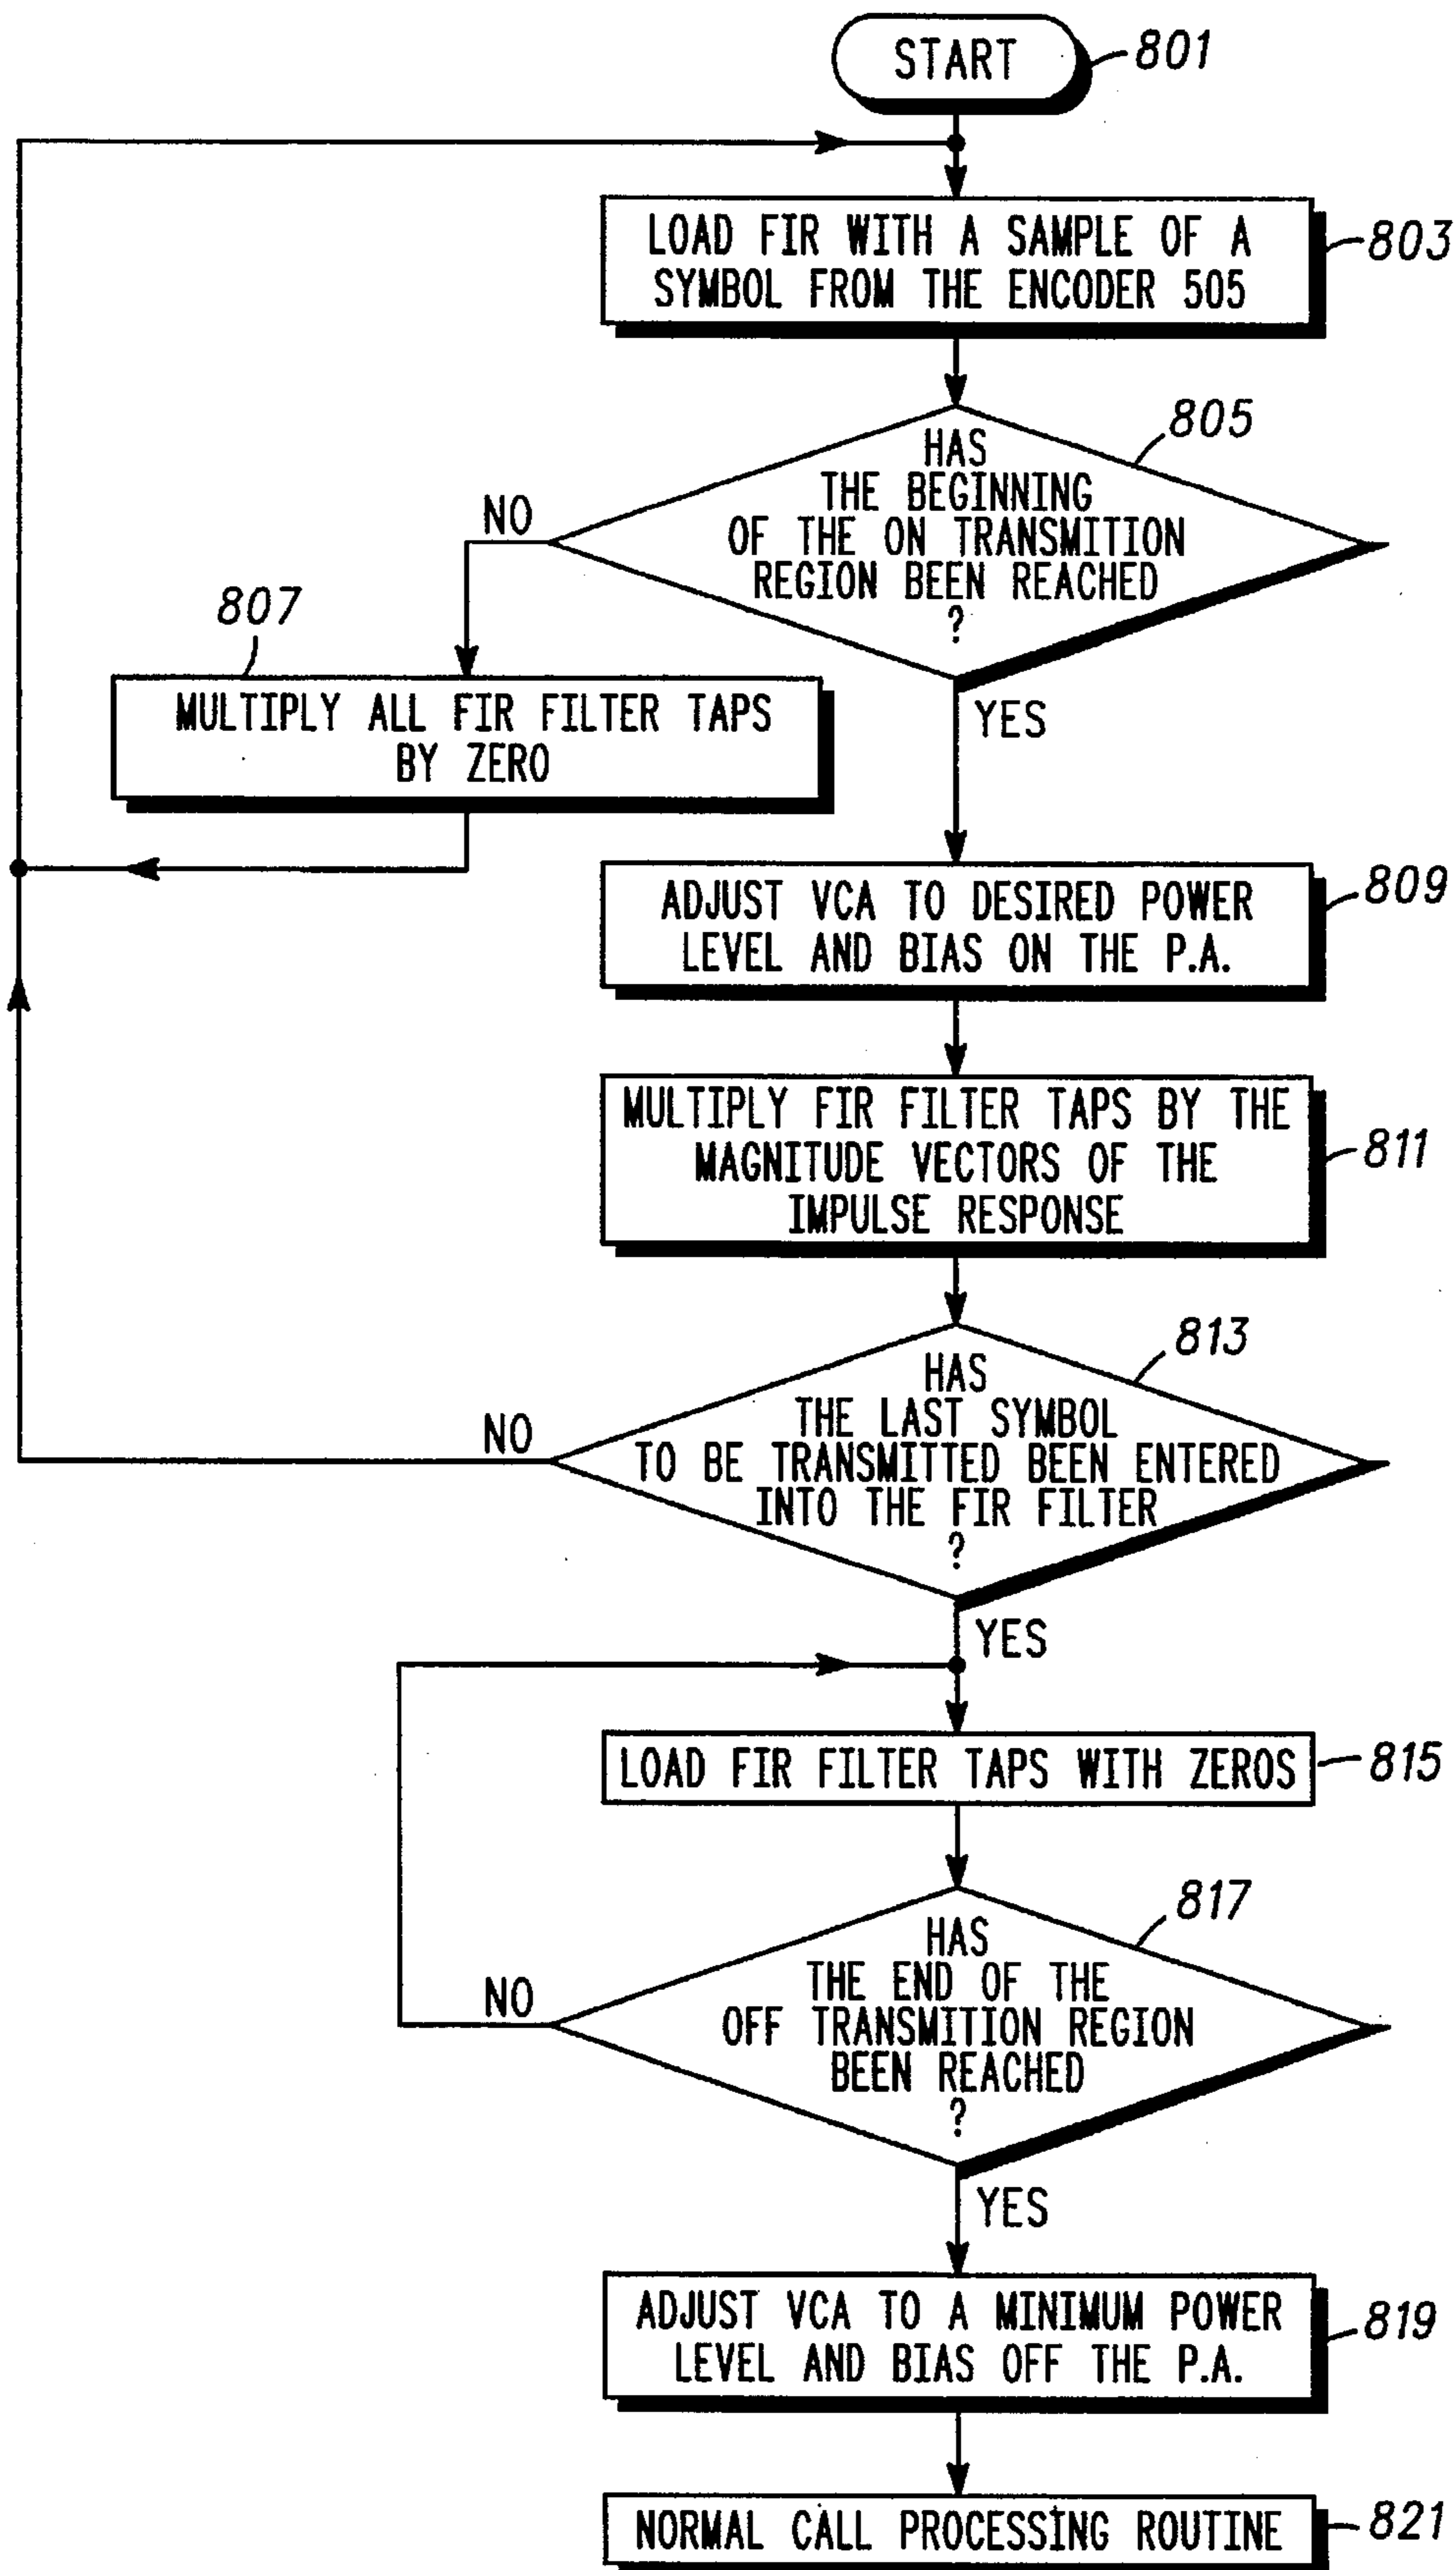 START
801
LOAD FIR WITH A SAMPLE OF A
SYMBOL FROM THE ENCODER 505
803
HAS
THE BEGINNING
OF THE ON TRANSMITION
REGION BEEN REACHED
?
805
NO
YES
807
MULTIPLY ALL FIR FILTER TAPS
BY ZERO
ADJUST VCA TO DESIRED POWER
LEVEL AND BIAS ON THE P.A.
809
MULTIPLY FIR FILTER TAPS BY THE
MAGNITUDE VECTORS OF THE
IMPULSE RESPONSE
811
HAS
THE LAST SYMBOL
TO BE TRANSMITTED BEEN ENTERED
INTO THE FIR FILTER
?
813
NO
YES
LOAD FIR FILTER TAPS WITH ZEROS
815
HAS
THE END OF THE
OFF TRANSMITION REGION
BEEN REACHED
?
817
NO
YES
ADJUST VCA TO A MINIMUM POWER
LEVEL AND BIAS OFF THE P.A.
819
NORMAL CALL PROCESSING ROUTINE
821